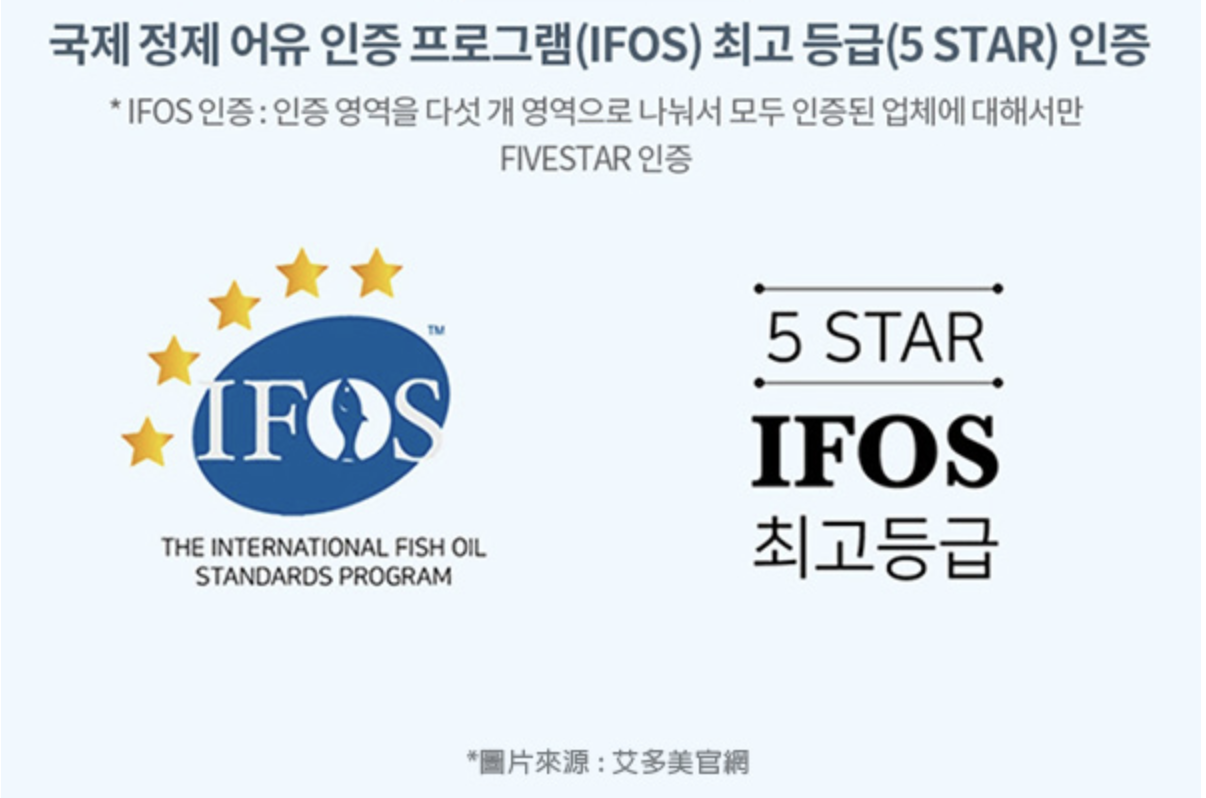 국제 정제 어유 인증 프로그램(IFOS) 최고 등급(5 STAR) 인증
* IFOS 인증 : 인증 영역을 다섯 개 영역으로 나눠서 모두 인증된 업체에 대해서만
FIVESTAR 인증
TM
IFOS
THE INTERNATIONAL FISH OIL
STANDARDS PROGRAM
5 STAR
IFOS
최고등급
*圖片來源 : 艾多美官網